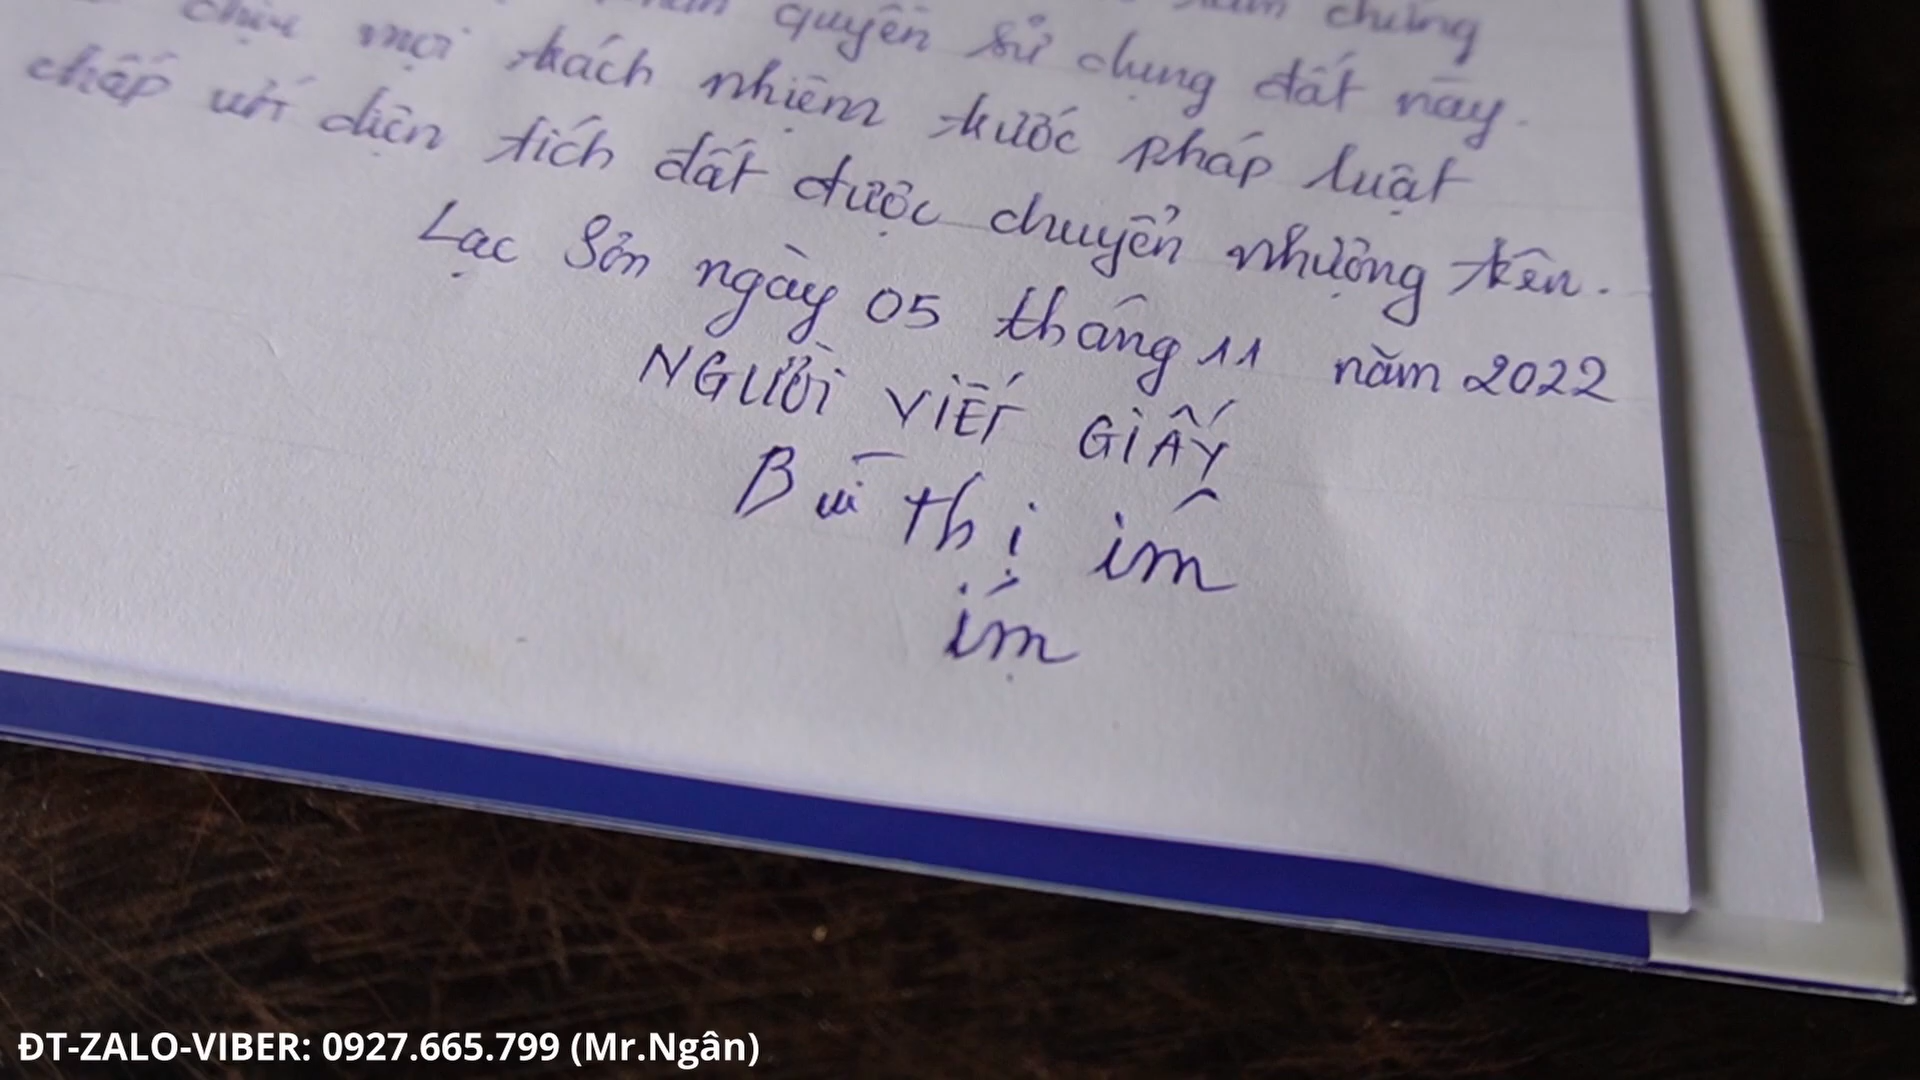 quyền sử dụng đất này.
chịu mọi trách nhiệm trước pháp luật
chấp với diện tích đất được chuyển nhượng trên.
Lạc Sơn ngày 05 tháng 11 năm 2022
NGƯỜI VIẾT GIẤY
Bùi thị im
ím
ĐT-ZALO-VIBER: 0927.665.799 (Mr.Ngân)